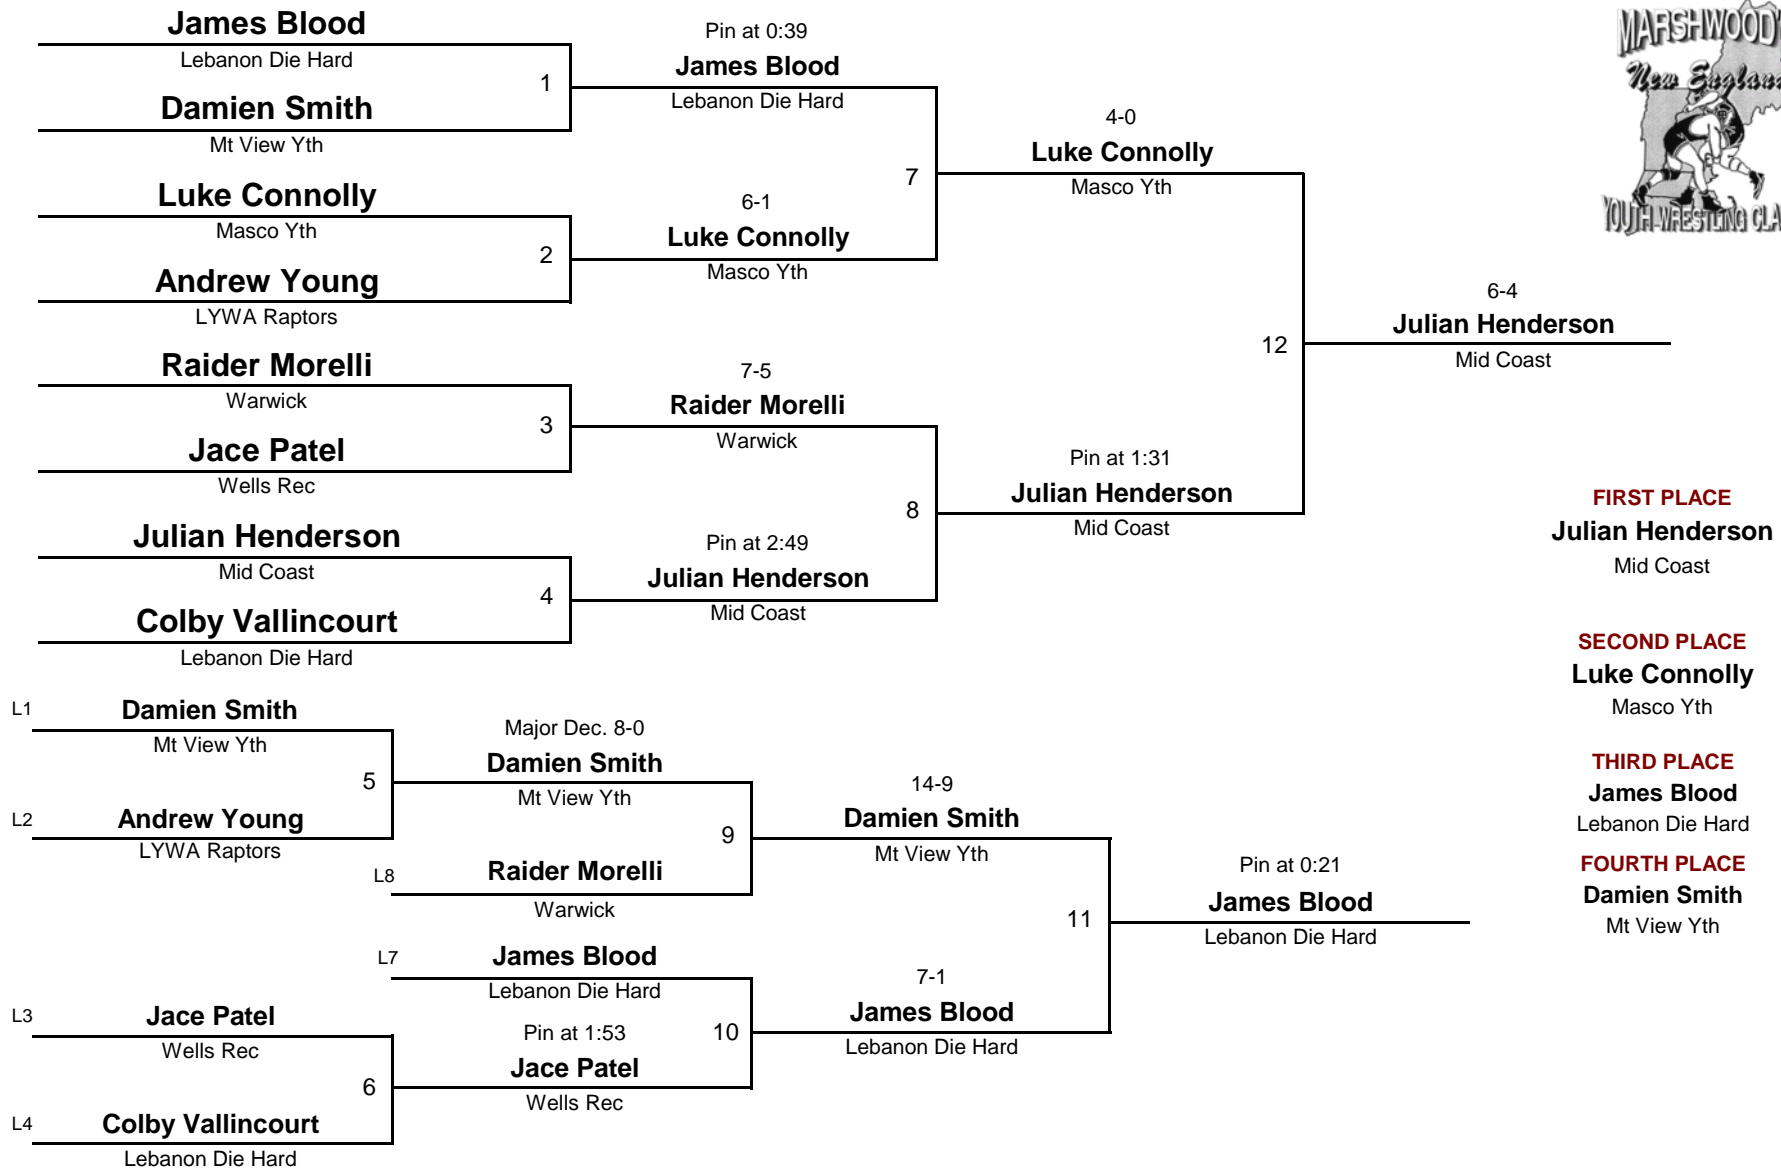 James Blood
Lebanon Die Hard
1
Damien Smith
Mt View Yth
Luke Connolly
Masco Yth
2
Andrew Young
LYWA Raptors
Raider Morelli
Warwick
3
Jace Patel
Wells Rec
Julian Henderson
Mid Coast
4
Colby Vallincourt
Lebanon Die Hard
Pin at 0:39
James Blood
Lebanon Die Hard
7
6-1
Luke Connolly
Masco Yth
7-5
Raider Morelli
Warwick
8
Pin at 2:49
Julian Henderson
Mid Coast
4-0
Luke Connolly
Masco Yth
12
Pin at 1:31
Julian Henderson
Mid Coast
6-4
Julian Henderson
Mid Coast
MARSHWOOD
New England
YOUTH WRESTLING CLA
FIRST PLACE
Julian Henderson
Mid Coast
SECOND PLACE
Luke Connolly
Masco Yth
THIRD PLACE
James Blood
Lebanon Die Hard
FOURTH PLACE
Damien Smith
Mt View Yth
L1
Damien Smith
Mt View Yth
5
L2
Andrew Young
LYWA Raptors
Major Dec. 8-0
Damien Smith
Mt View Yth
9
L8
Raider Morelli
Warwick
L7
James Blood
Lebanon Die Hard
10
Pin at 1:53
Jace Patel
Wells Rec
L3
Jace Patel
Wells Rec
6
L4
Colby Vallincourt
Lebanon Die Hard
14-9
Damien Smith
Mt View Yth
11
7-1
James Blood
Lebanon Die Hard
Pin at 0:21
James Blood
Lebanon Die Hard